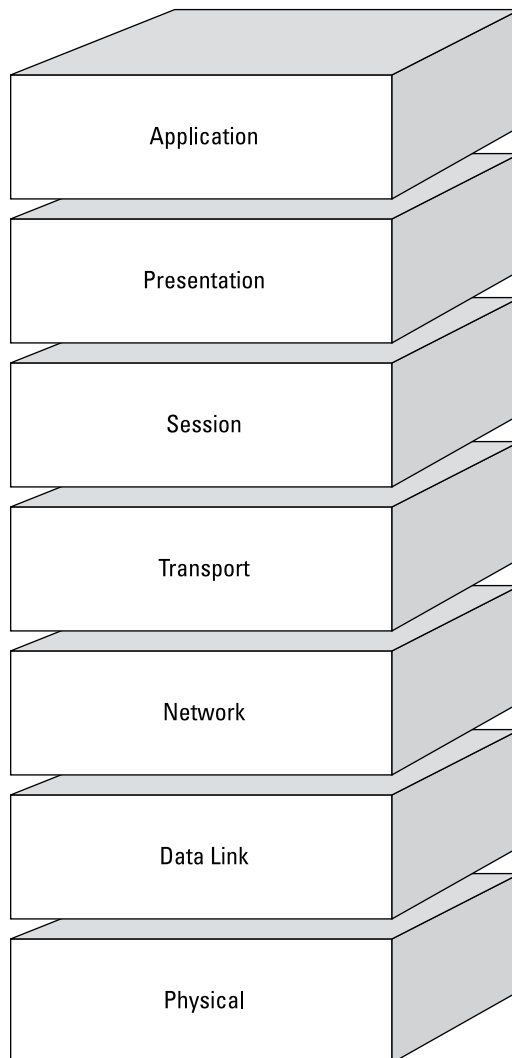 Application
Presentation
Session
Transport
Network
Data Link
Physical